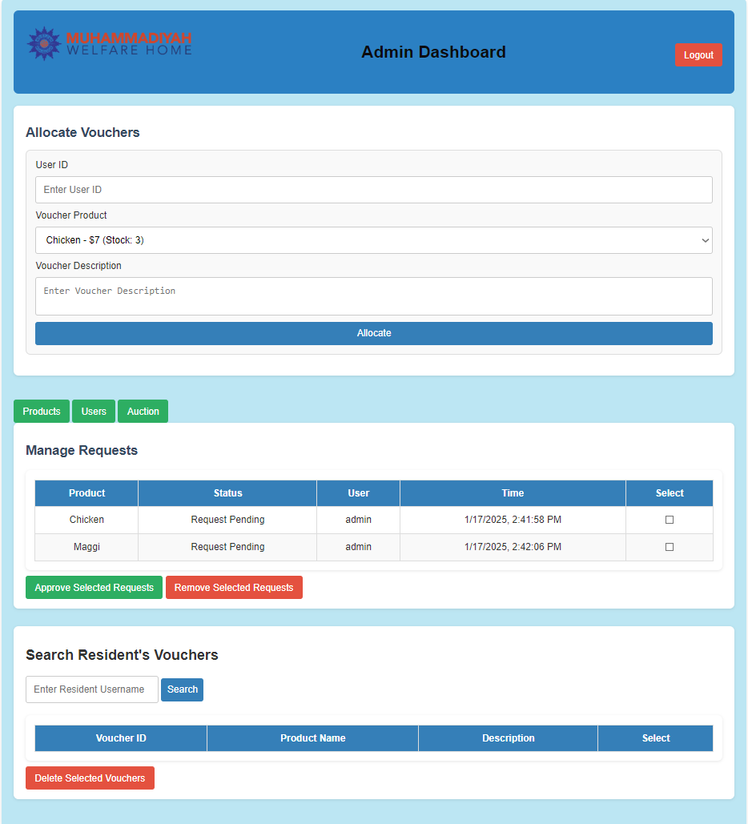 MUHAMMADIYAH
WELFARE HOME
Admin Dashboard
Logout
Allocate Vouchers
User ID
Enter User ID
Voucher Product
Chicken - $7 (Stock: 3)
Voucher Description
Enter Voucher Description
Allocate
Products Users Auction
Manage Requests
Product Status User Time Select
Chicken Request Pending admin 1/17/2025, 2:41:58 PM
Maggi Request Pending admin 1/17/2025, 2:42:06 PM
Approve Selected Requests Remove Selected Requests
Search Resident's Vouchers
Enter Resident Username Search
Voucher ID Product Name Description Select
Delete Selected Vouchers